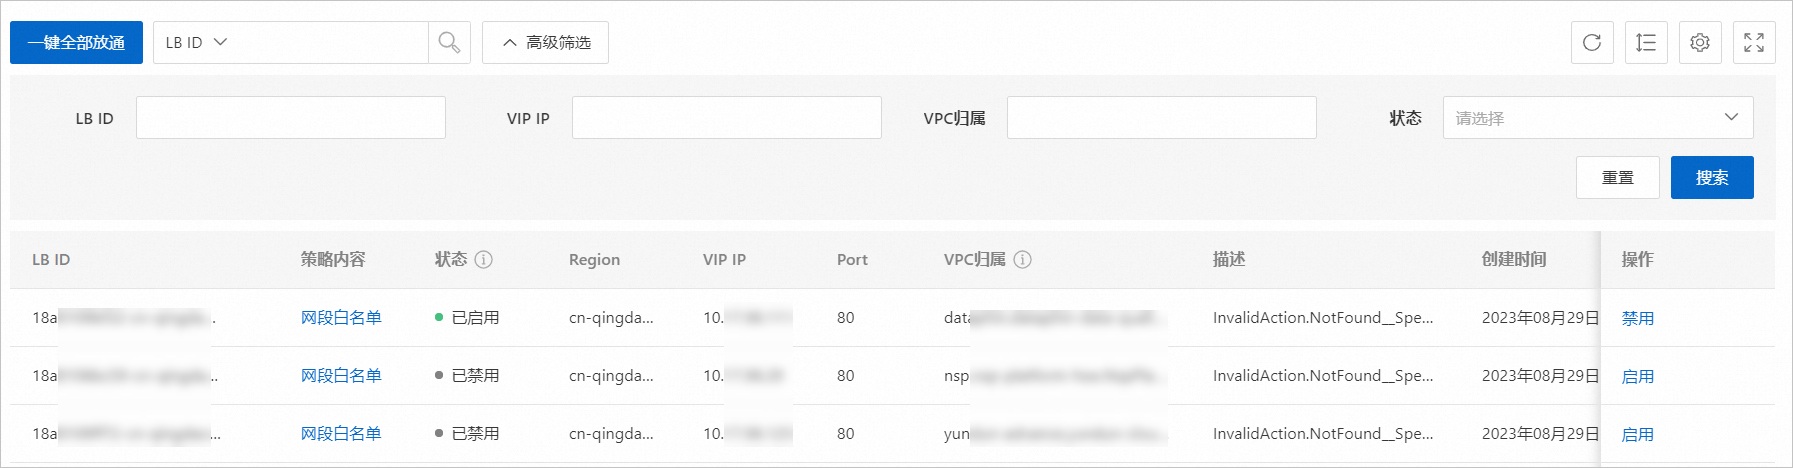 一键全部放通 LB ID 高级筛选
LB ID VIP IP VPC归属 状态 请选择
重置 搜索
LB ID 策略内容 状态 Region VIP IP Port VPC归属 描述 创建时间 操作
18a 网段白名单 已启用 cn-qingda... 10. 80 data InvalidAction.NotFound__Spe... 2023年08月29日 禁用
18a 网段白名单 已禁用 cn-qingda... 10. 80 nsp InvalidAction.NotFound__Spe... 2023年08月29日 启用
18a 网段白名单 已禁用 cn-qingda... 10. 80 yun InvalidAction.NotFound__Spe... 2023年08月29日 启用